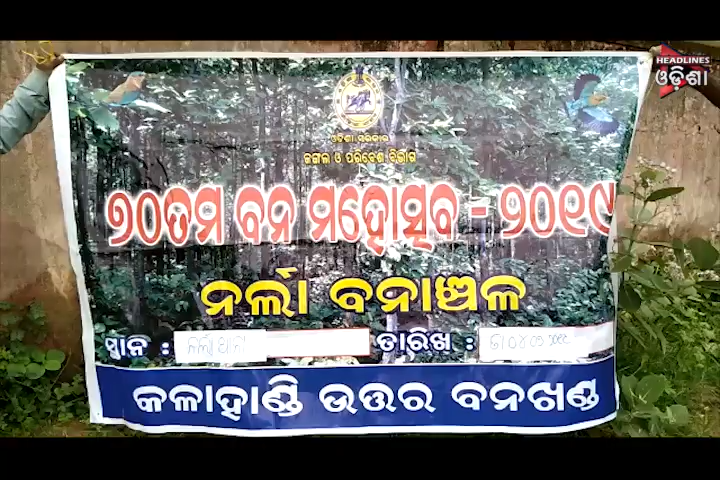 HEADLINES
ଓଡ଼ିଶା
ଓଡ଼ିଶା ସରକାର
ଜଙ୍ଗଲ ଓ ପରିବେଶ ବିଭାଗ
୭୦ତମ ବନ ମହୋତ୍ସବ - ୨୦୧୯
ନର୍ଲା ବନାଞ୍ଚଳ
ସ୍ଥାନ : ନର୍ଲା ଥାନା ତାରିଖ :
କଳାହାଣ୍ଡି ଉତ୍ତର ବନଖଣ୍ଡ